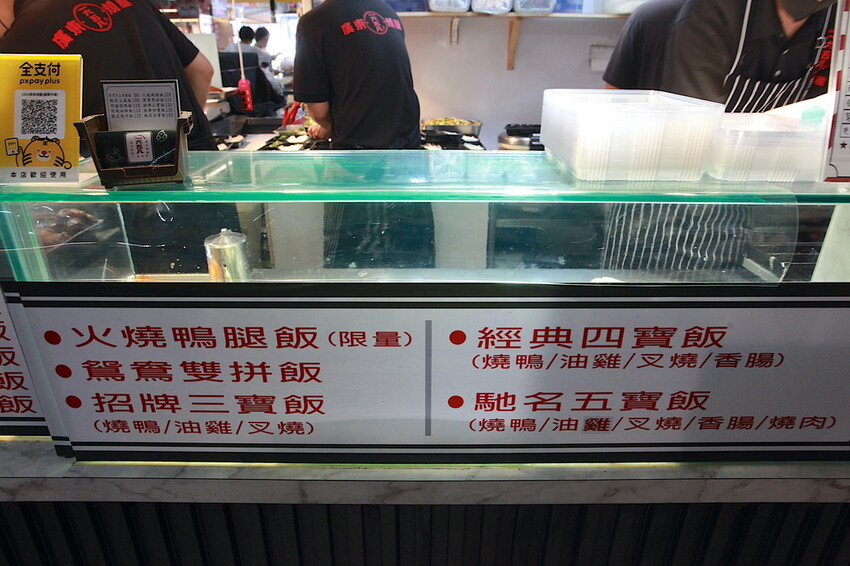 全支付
pxpay plus
本店歡迎使用
●火燒鴨腿飯(限量)
●鴛鴦雙拼飯
●招牌三寶飯
(燒鴨/油雞/叉燒)
●經典四寶飯
(燒鴨/油雞/叉燒/香腸)
●馳名五寶飯
(燒鴨/油雞/叉燒/香腸/燒肉)
飯
飯